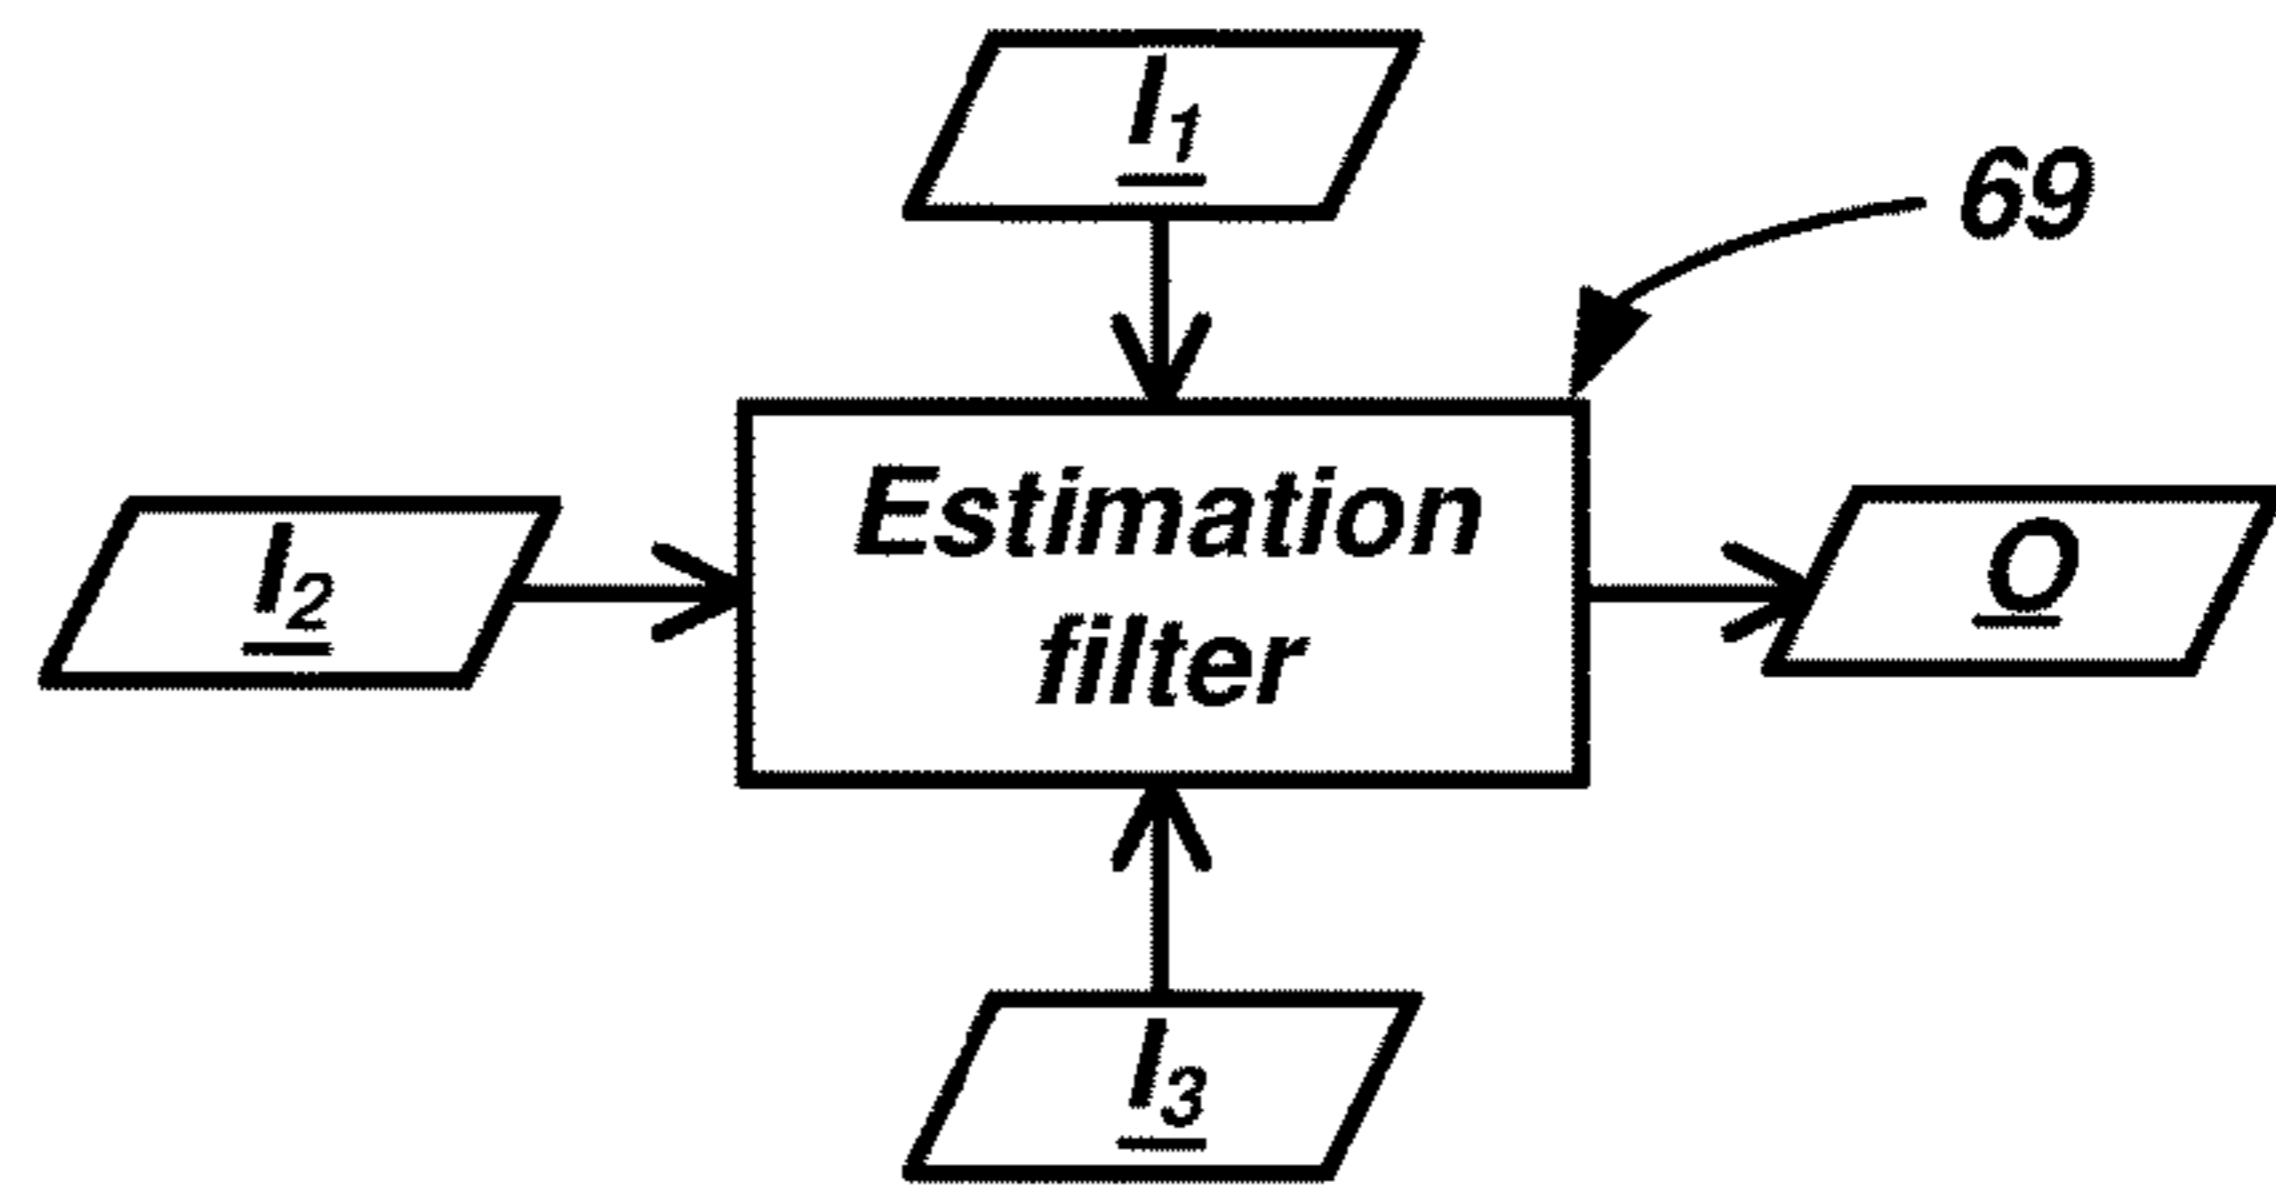 I₁
69
Estimation
filter
I₂
O
I₃